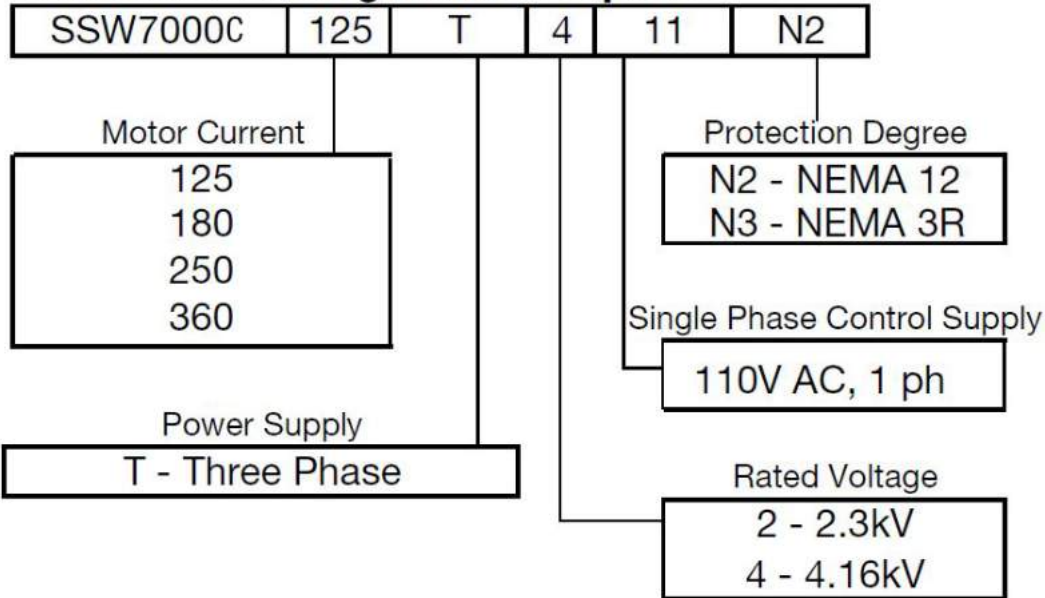 SSW7000C 125 T 4 11 N2
Motor Current
125
180
250
360
Protection Degree
N2 - NEMA 12
N3 - NEMA 3R
Single Phase Control Supply
110V AC, 1 ph
Power Supply
T - Three Phase
Rated Voltage
2 - 2.3kV
4 - 4.16kV